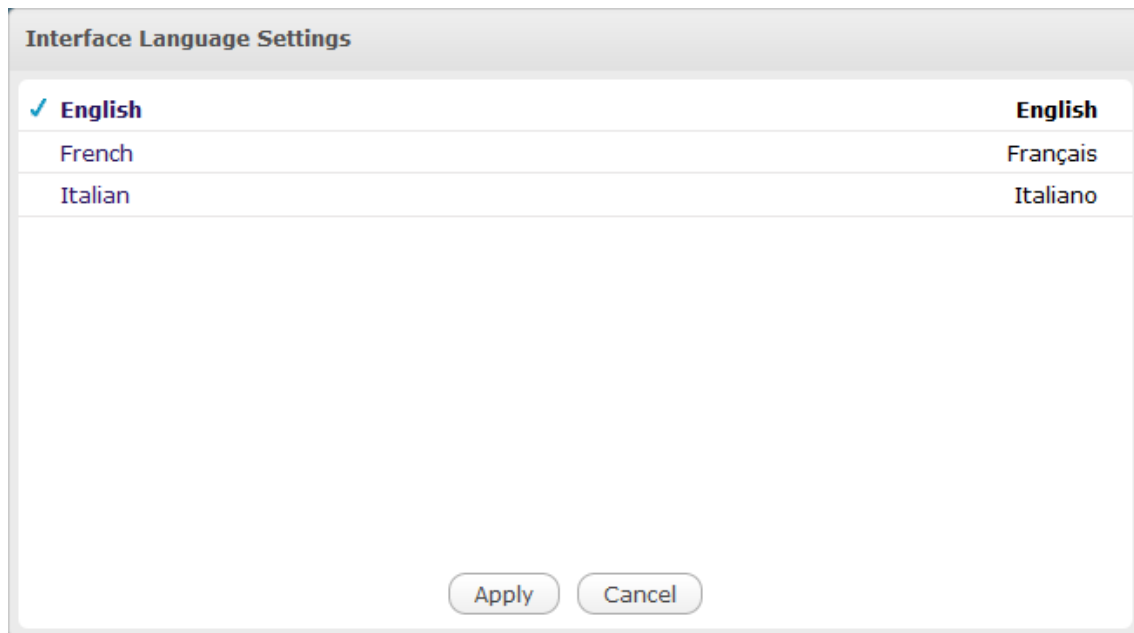 Interface Language Settings
English English
French Français
Italian Italiano
Apply Cancel